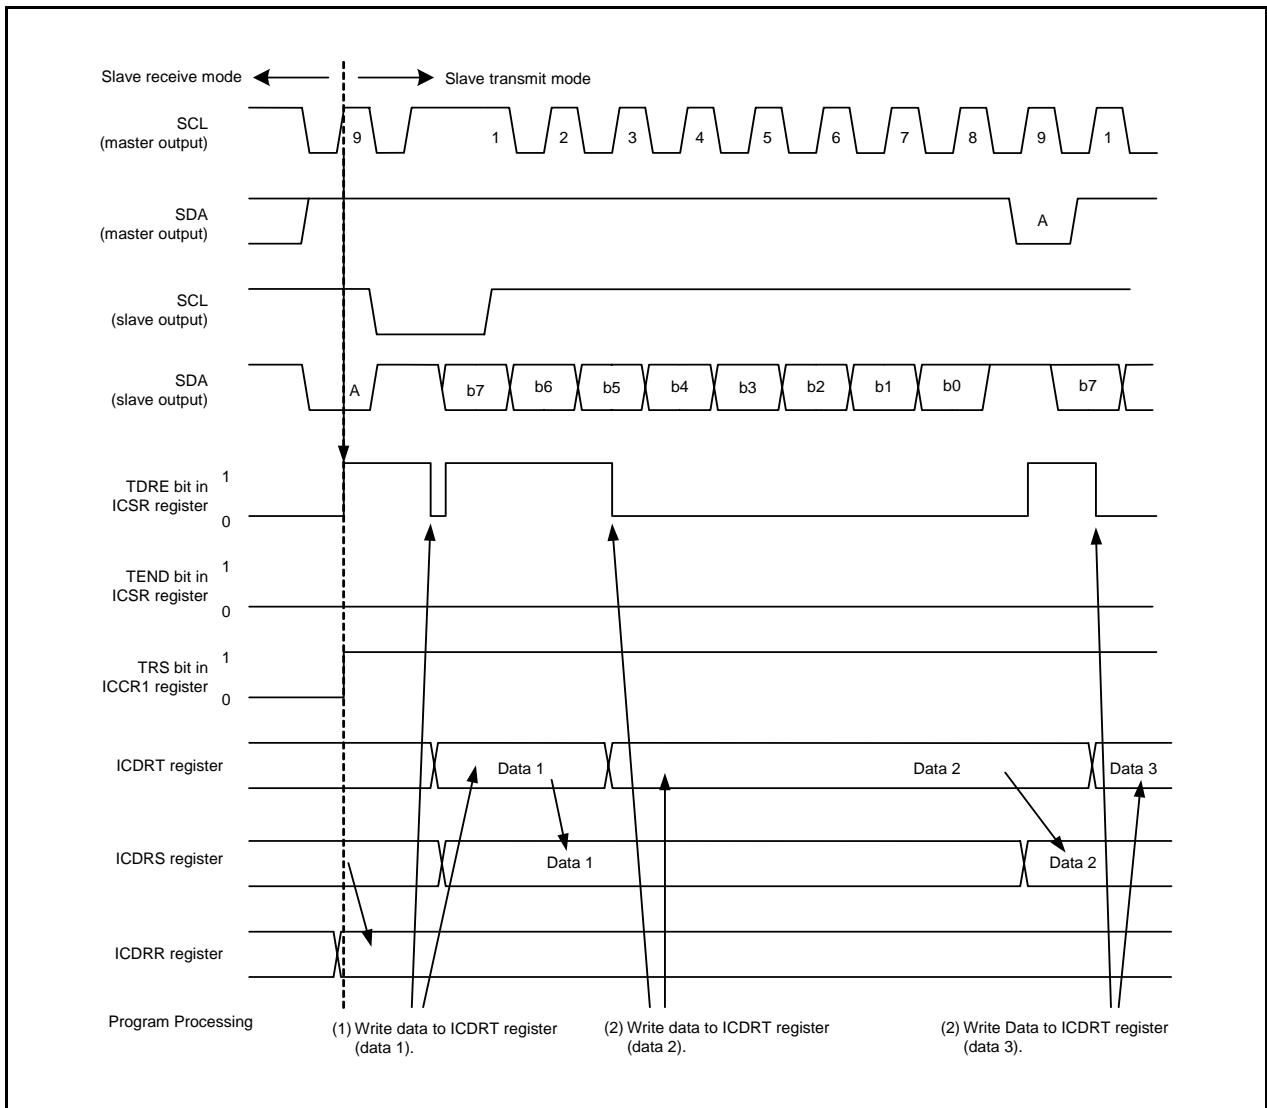 Slave receive mode
Slave transmit mode
SCL
(master output)
9
1
2
3
4
5
6
7
8
9
1
SDA
(master output)
A
SCL
(slave output)
SDA
(slave output)
A
b7
b6
b5
b4
b3
b2
b1
b0
b7
TDRE bit in
ICSR register
1
0
TEND bit in
ICSR register
1
0
TRS bit in
ICCR1 register
1
0
ICDRT register
Data 1
Data 2
Data 3
ICDRS register
Data 1
Data 2
ICDRR register
Program Processing
(1) Write data to ICDRT register
(data 1).
(2) Write data to ICDRT register
(data 2).
(2) Write Data to ICDRT register
(data 3).